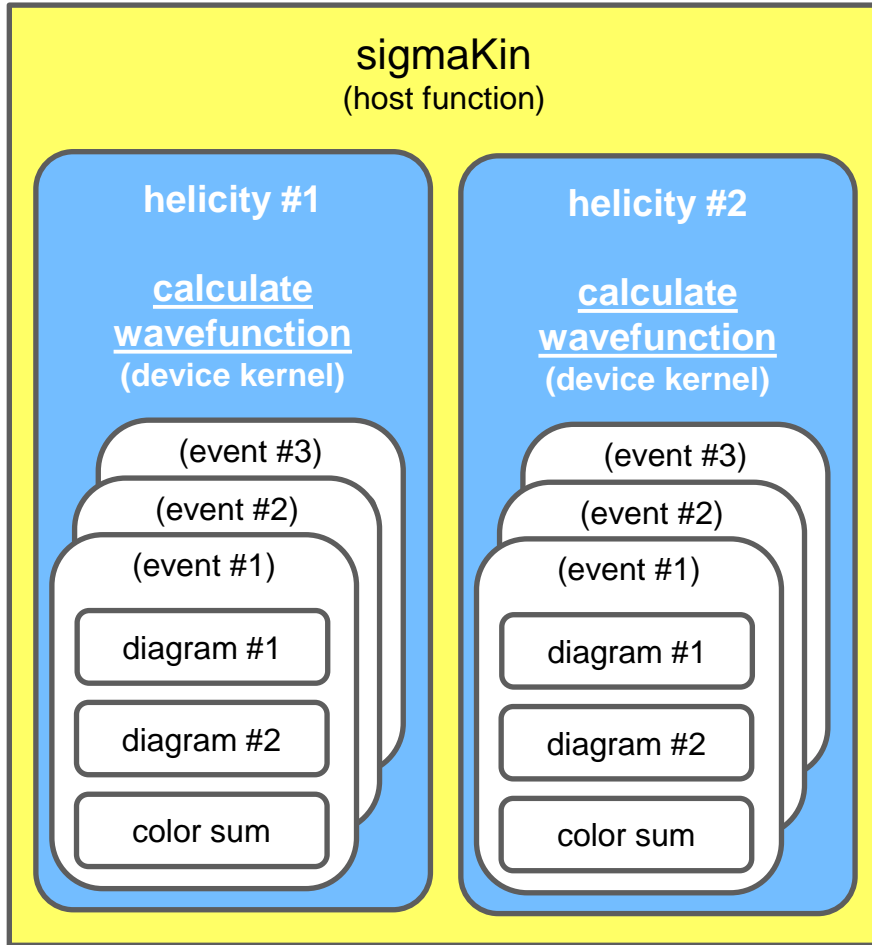 sigmaKin
(host function)
helicity #1
calculate
wavefunction
(device kernel)
(event #3)
(event #2)
(event #1)
diagram #1
diagram #2
color sum
helicity #2
calculate
wavefunction
(device kernel)
(event #3)
(event #2)
(event #1)
diagram #1
diagram #2
color sum